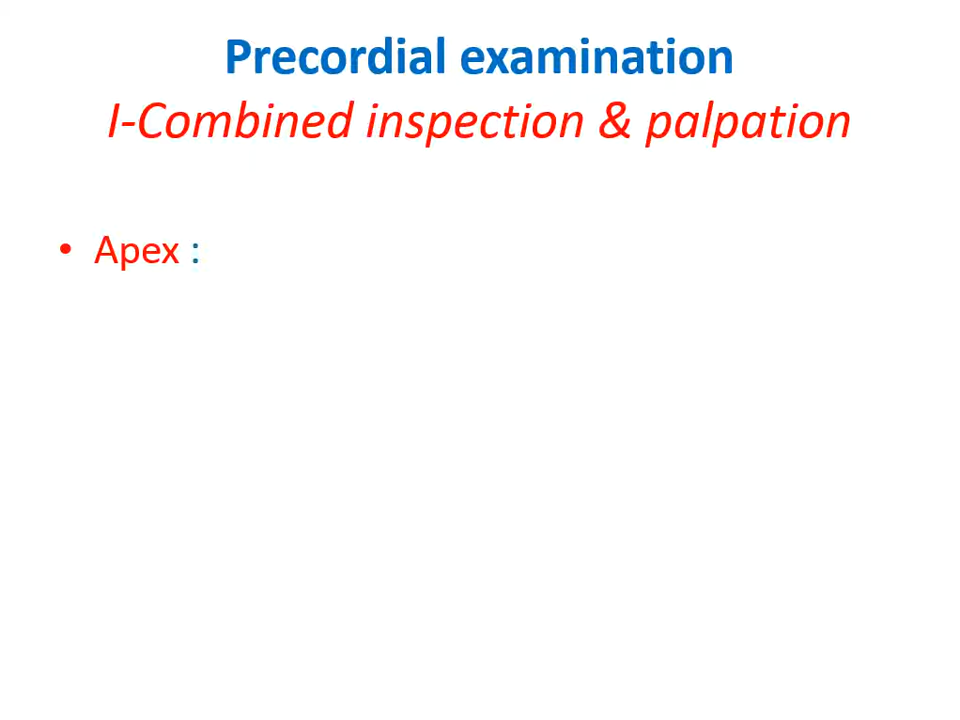 Precordial examination
I-Combined inspection & palpation
• Apex :